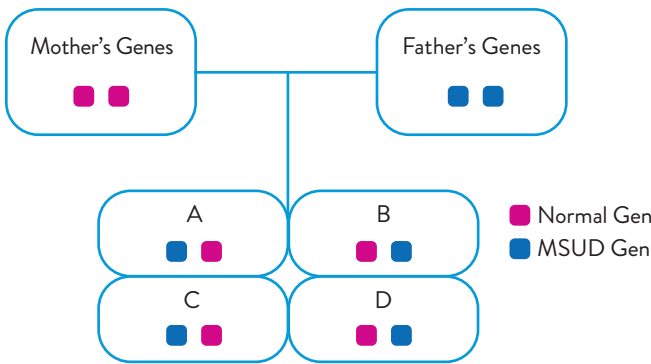 Mother's Genes
Father's Genes
A
B
C
D
Normal Gen
MSUD Gen